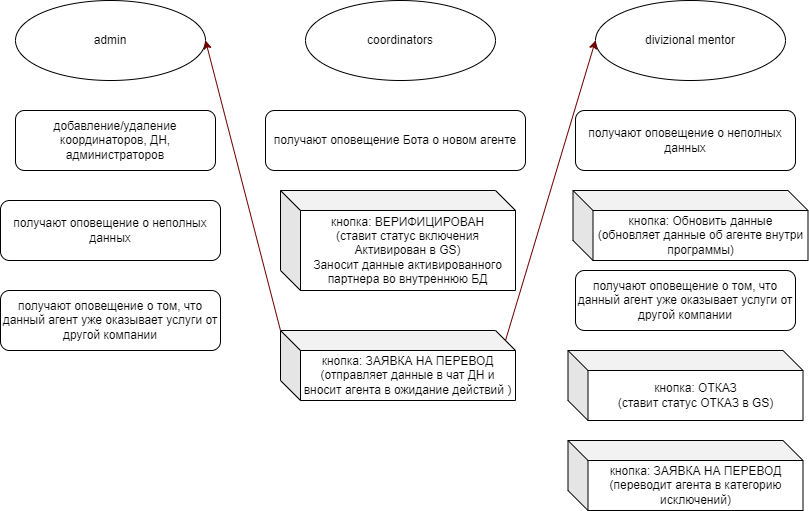 admin
coordinators
divizional mentor
добавление/удаление
координаторов, ДН,
администраторов
получают оповещение о неполных
данных
получают оповещение о том, что
данный агент уже оказывает услуги от
другой компании
получают оповещение Бота о новом агенте
кнопка: ВЕРИФИЦИРОВАН
(ставит статус включения
Активирован в GS)
Заносит данные активированного
партнера во внутреннюю БД
кнопка: ЗАЯВКА НА ПЕРЕВОД
(отправляет данные в чат ДН и
вносит агента в ожидание действий )
получают оповещение о неполных
данных
кнопка: Обновить данные
(обновляет данные об агенте внутри
программы)
получают оповещение о том, что
данный агент уже оказывает услуги от
другой компании
кнопка: ОТКАЗ
(ставит статус ОТКАЗ в GS)
кнопка: ЗАЯВКА НА ПЕРЕВОД
(переводит агента в категорию
исключений)